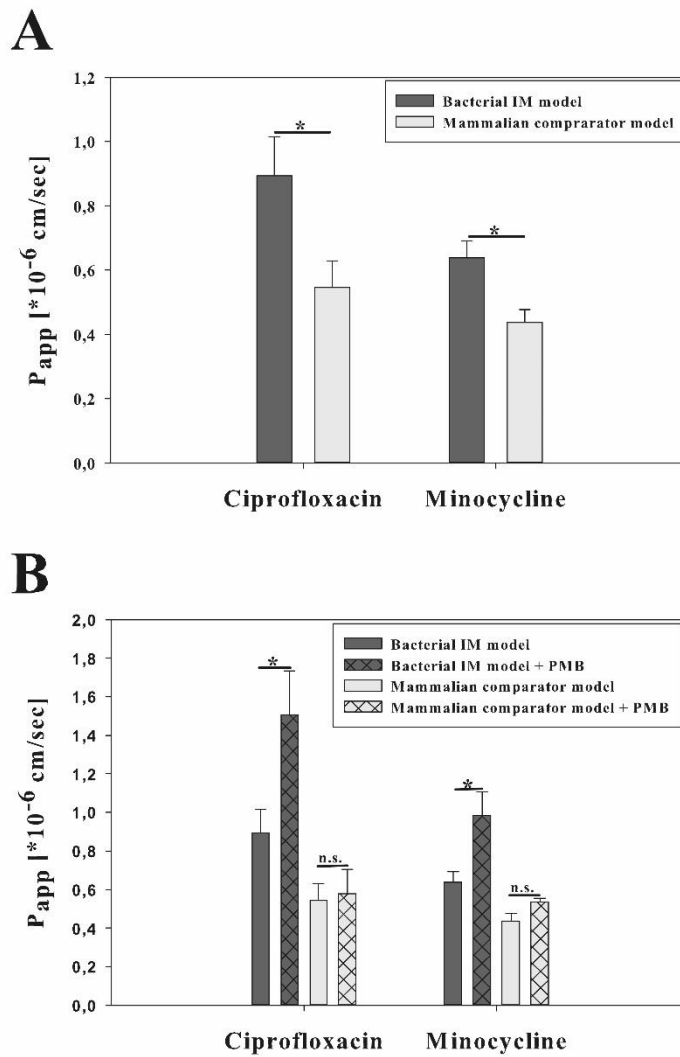 A
Papp [*10-6 cm/sec]
1,2
1,0
0,8
0,6
0,4
0,2
0,0
Bacterial IM model
Mammalian comprarator model
*
*
Ciprofloxacin
Minocycline
B
Papp [*10-6 cm/sec]
2,0
1,8
1,6
1,4
1,2
1,0
0,8
0,6
0,4
0,2
0,0
Bacterial IM model
Bacterial IM model + PMB
Mammalian comparator model
Mammalian comparator model + PMB
*
n.s.
*
n.s.
Ciprofloxacin
Minocycline